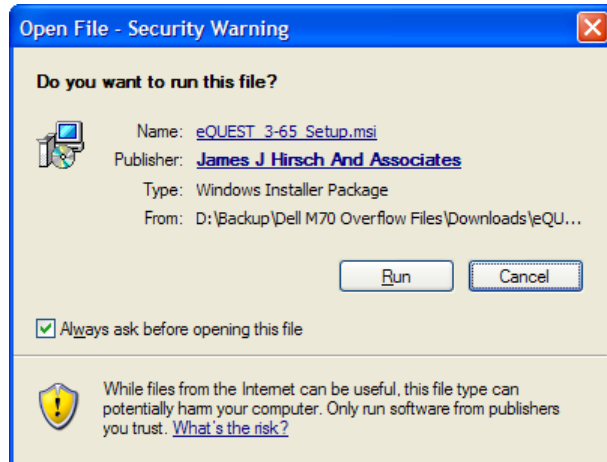 Open File - Security Warning
Do you want to run this file?
Name: eQUEST_3-65_Setup.msi
Publisher: James J Hirsch And Associates
Type: Windows Installer Package
From: D:\Backup\Dell M70 Overflow Files\Downloads\eQU...
Run Cancel
Always ask before opening this file
While files from the Internet can be useful, this file type can
potentially harm your computer. Only run software from publishers
you trust. What's the risk?